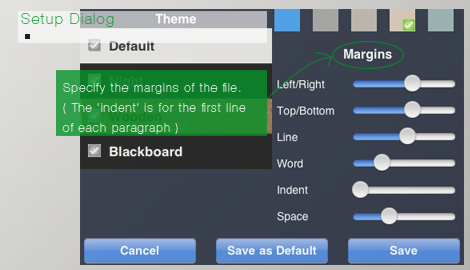 Setup Dialog
Theme
Default
Night
Specify the margins of the file.
( The 'indent' is for the first line
of each paragraph )
Wooden
Blackboard
Margins
Left/Right
Top/Bottom
Line
Word
Indent
Space
Cancel
Save as Default
Save